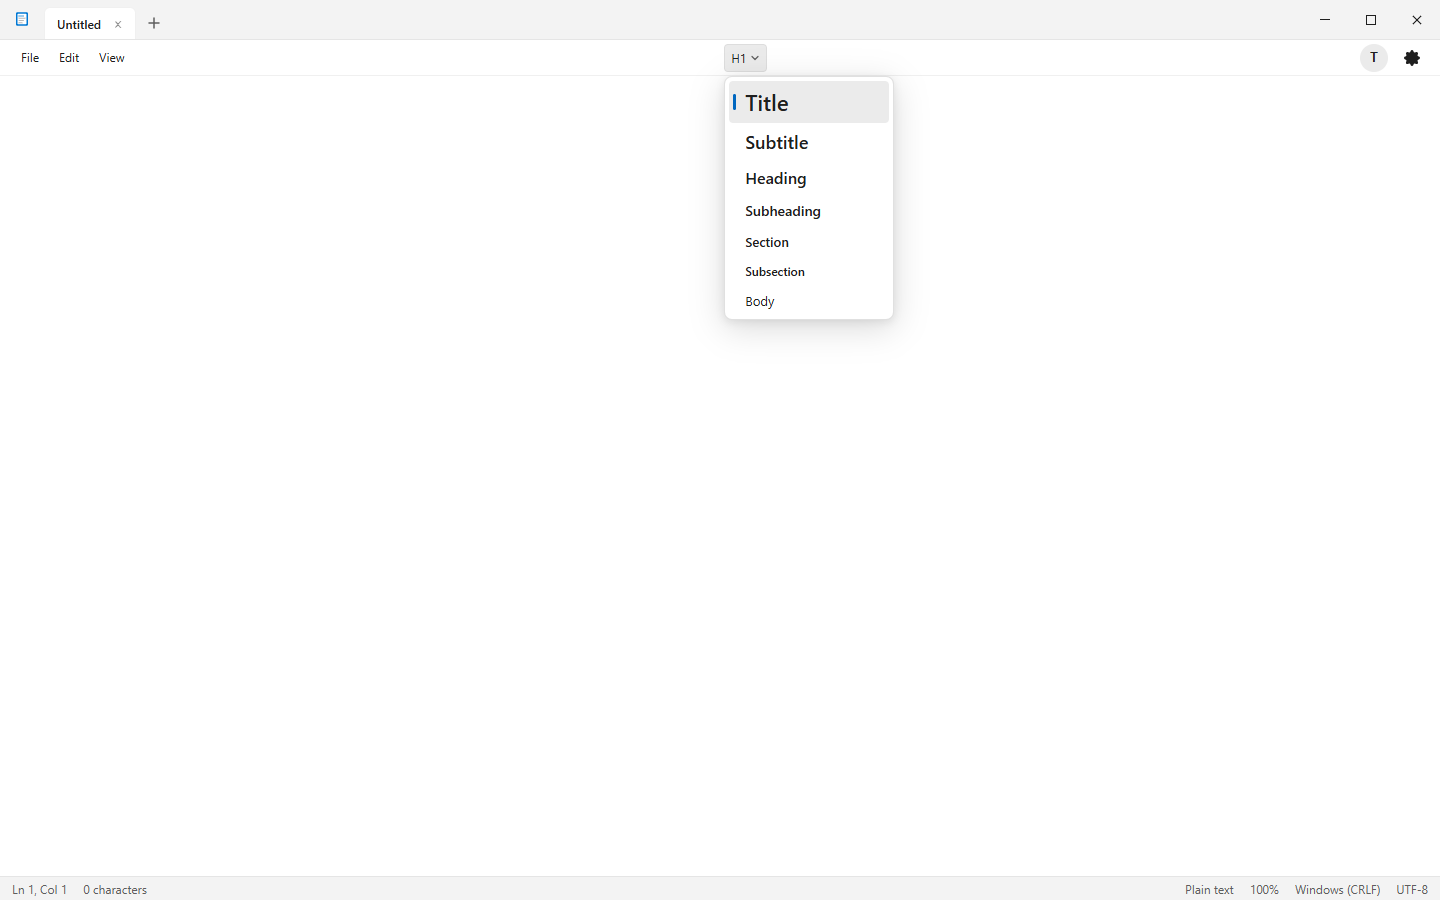 Untitled
File Edit View H1 T
Title
Subtitle
Heading
Subheading
Section
Subsection
Body
Ln 1, Col 1 0 characters Plain text 100% Windows (CRLF) UTF-8